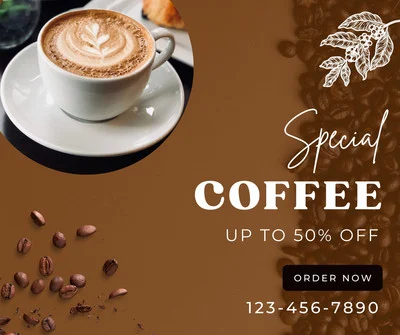 Special
COFFEE
UP TO 50% OFF
ORDER NOW
123-456-7890